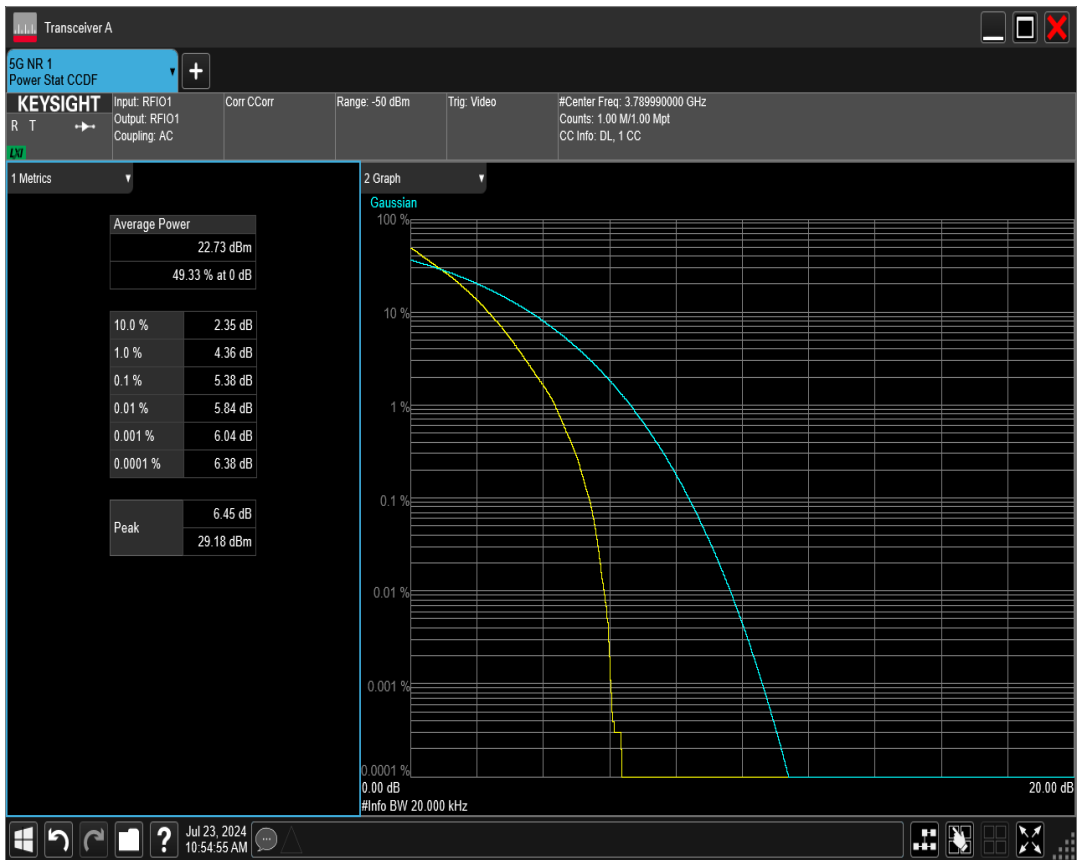 Transceiver A
5G NR 1
Power Stat CCDF
+
KEYSIGHT
R T
LXI
Input: RFIO1
Output: RFIO1
Coupling: AC
Corr CCorr
Range: -50 dBm
Trig: Video
#Center Freq: 3.789990000 GHz
Counts: 1.00 M/1.00 Mpt
CC Info: DL, 1 CC
1 Metrics
Average Power
22.73 dBm
49.33 % at 0 dB
10.0 % 2.35 dB
1.0 % 4.36 dB
0.1 % 5.38 dB
0.01 % 5.84 dB
0.001 % 6.04 dB
0.0001 % 6.38 dB
Peak
6.45 dB
29.18 dBm
2 Graph
Gaussian
100 %
10 %
1 %
0.1 %
0.01 %
0.001 %
0.0001 %
0.00 dB 20.00 dB
#Info BW 20.000 kHz
?
Jul 23, 2024
10:54:55 AM